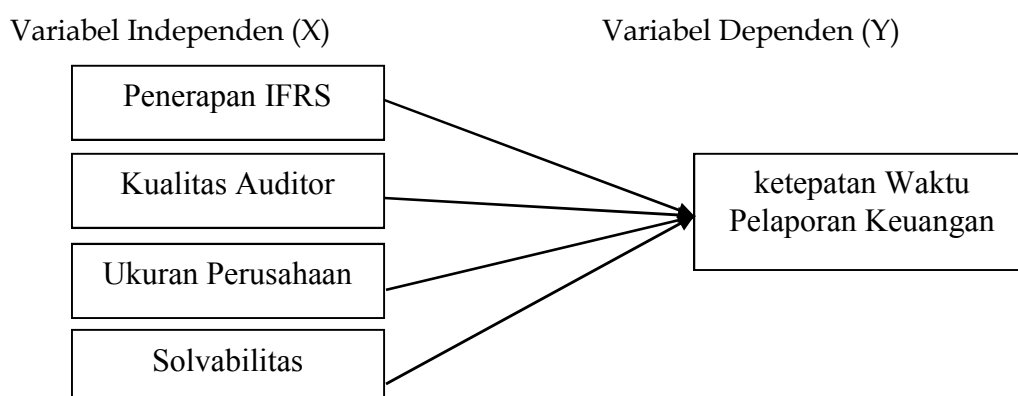 Variabel Independen (X)
Variabel Dependen (Y)
Penerapan IFRS
Kualitas Auditor
Ukuran Perusahaan
Solvabilitas
ketepatan Waktu
Pelaporan Keuangan